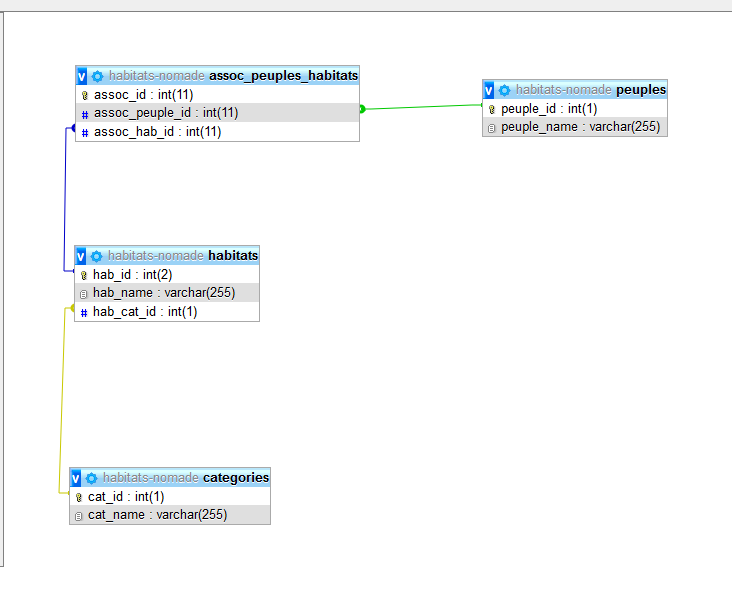 v habitats-nomade assoc_peuples_habitats
assoc_id : int(11)
# assoc_peuple_id : int(11)
# assoc_hab_id : int(11)
v habitats-nomade peuples
peuple_id : int(1)
peuple_name : varchar(255)
v habitats-nomade habitats
hab_id : int(2)
hab_name : varchar(255)
# hab_cat_id : int(1)
v habitats-nomade categories
cat_id : int(1)
cat_name : varchar(255)